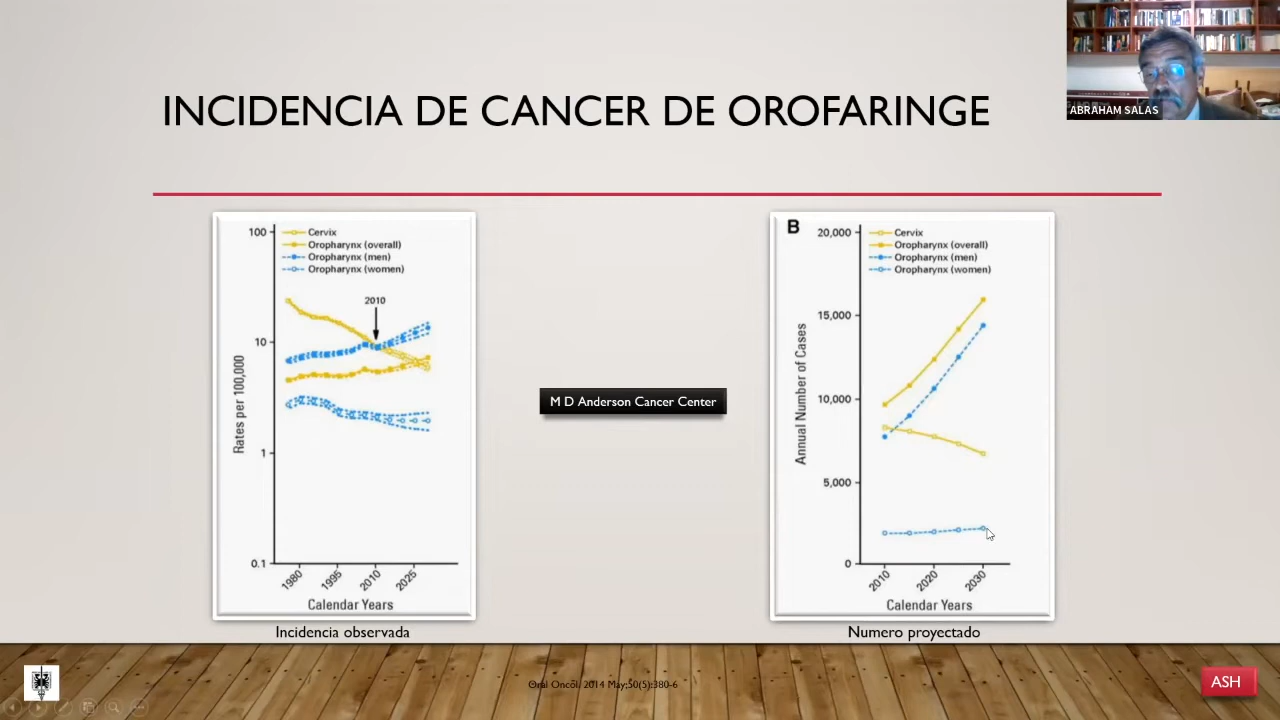 INCIDENCIA DE CANCER DE OROFARINGE
ABRAHAM SALAS
100
10
1
0.1
Cervix
Oropharynx (overall)
Oropharynx (men)
Oropharynx (women)
2010
Rates per 100,000
1980
1995
2010
2025
Calendar Years
Incidencia observada
M D Anderson Cancer Center
B
20,000
15,000
10,000
5,000
0
Cervix
Oropharynx (overall)
Oropharynx (men)
Oropharynx (women)
Annual Number of Cases
2010
2020
2030
Calendar Years
Numero proyectado
Oral Oncol. 2014 May;50(5):380-6
ASH